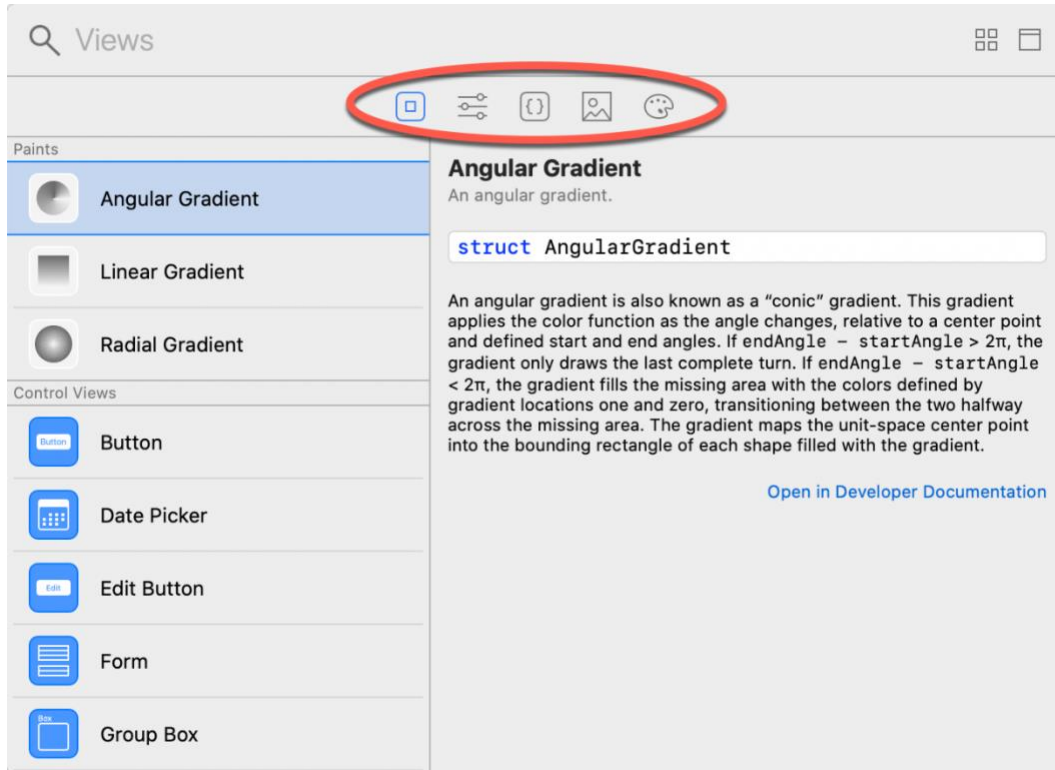 Views
Paints
Angular Gradient
Linear Gradient
Radial Gradient
Control Views
Button
Button
Date Picker
Edit
Edit Button
Form
Box
Group Box
Angular Gradient
An angular gradient.
struct AngularGradient
An angular gradient is also known as a “conic” gradient. This gradient
applies the color function as the angle changes, relative to a center point
and defined start and end angles. If endAngle − startAngle > 2π, the
gradient only draws the last complete turn. If endAngle − startAngle
< 2π, the gradient fills the missing area with the colors defined by
gradient locations one and zero, transitioning between the two halfway
across the missing area. The gradient maps the unit-space center point
into the bounding rectangle of each shape filled with the gradient.
Open in Developer Documentation